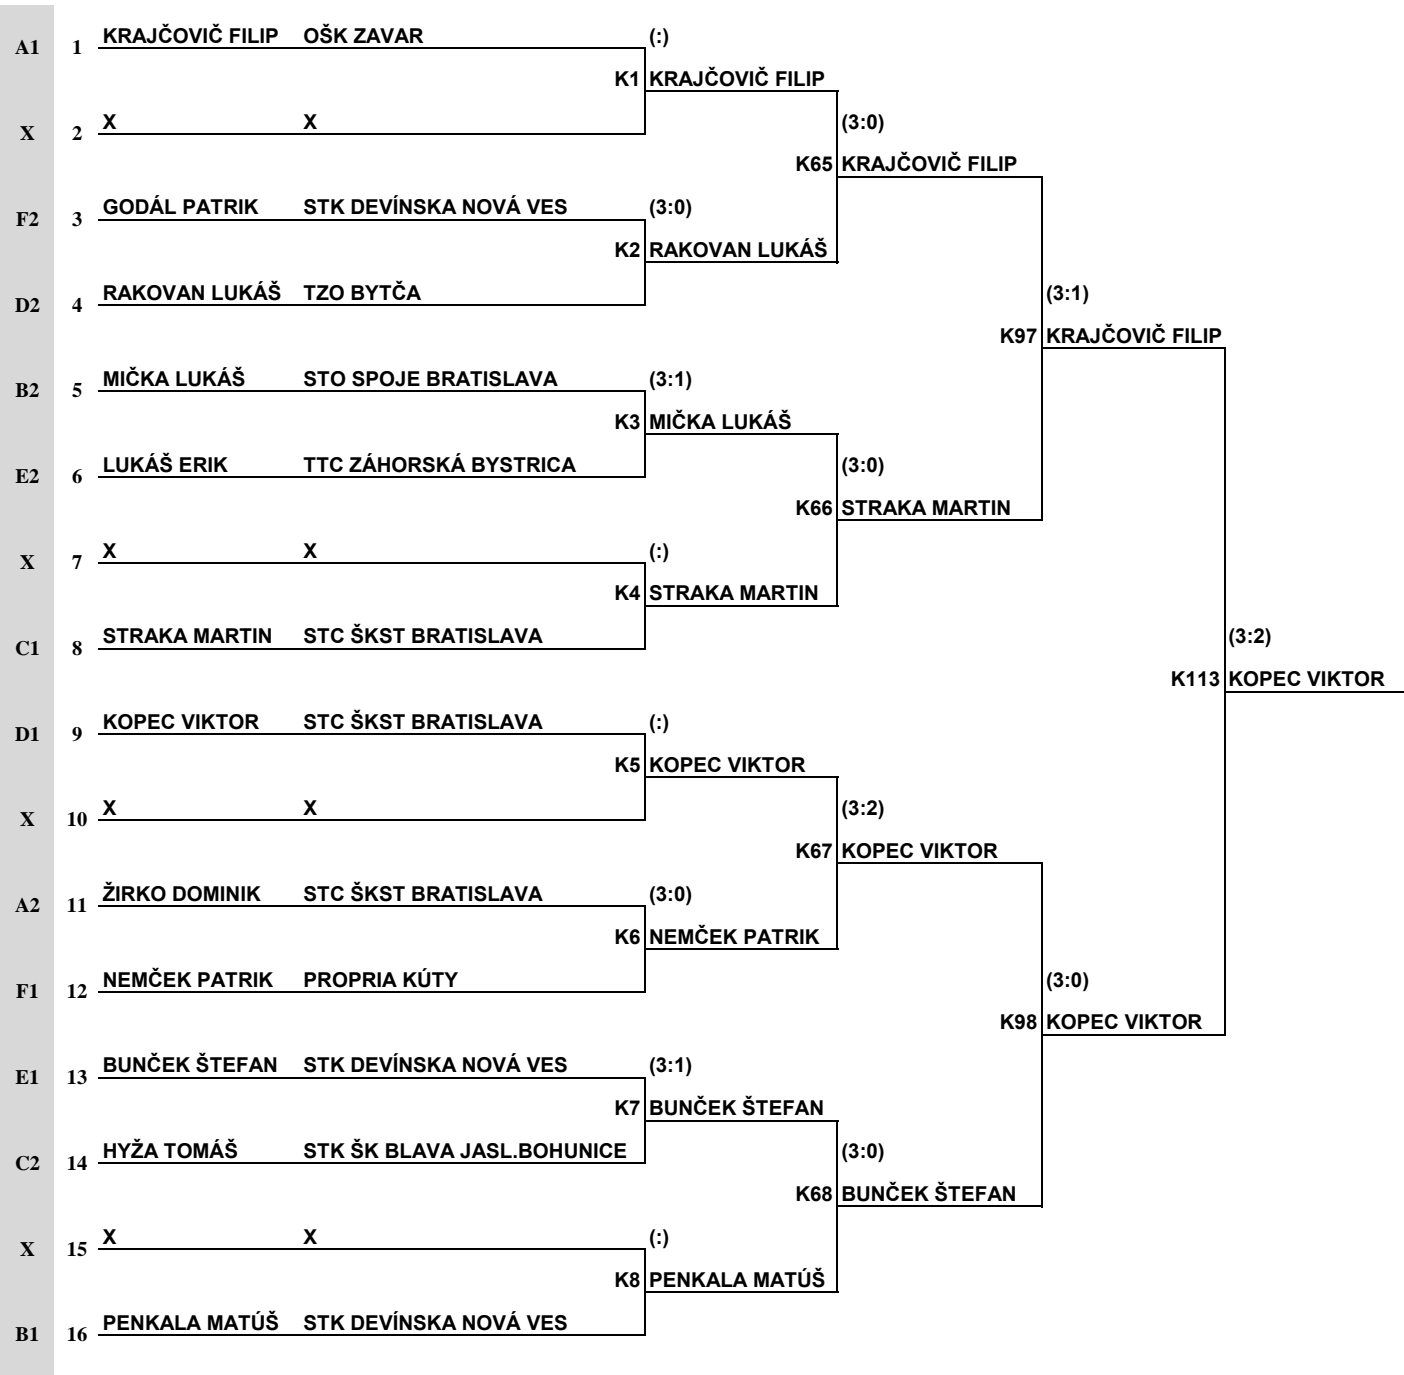 A1 1 KRAJČOVIČ FILIP OŠK ZAVAR (:)
K1 KRAJČOVIČ FILIP
X 2 X X (3:0)
K65 KRAJČOVIČ FILIP
F2 3 GODÁL PATRIK STK DEVÍNSKA NOVÁ VES (3:0)
K2 RAKOVAN LUKÁŠ
D2 4 RAKOVAN LUKÁŠ TZO BYTČA (3:1)
K97 KRAJČOVIČ FILIP
B2 5 MIČKA LUKÁŠ STO SPOJE BRATISLAVA (3:1)
K3 MIČKA LUKÁŠ
E2 6 LUKÁŠ ERIK TTC ZÁHORSKÁ BYSTRICA (3:0)
K66 STRAKA MARTIN
X 7 X X (:)
K4 STRAKA MARTIN
C1 8 STRAKA MARTIN STC ŠKST BRATISLAVA (3:2)
K113 KOPEC VIKTOR
D1 9 KOPEC VIKTOR STC ŠKST BRATISLAVA (:)
K5 KOPEC VIKTOR
X 10 X X (3:2)
K67 KOPEC VIKTOR
A2 11 ŽIRKO DOMINIK STC ŠKST BRATISLAVA (3:0)
K6 NEMČEK PATRIK
F1 12 NEMČEK PATRIK PROPRIA KÚTY (3:0)
K98 KOPEC VIKTOR
E1 13 BUNČEK ŠTEFAN STK DEVÍNSKA NOVÁ VES (3:1)
K7 BUNČEK ŠTEFAN
C2 14 HYŽA TOMÁŠ STK ŠK BLAVA JASL.BOHUNICE (3:0)
K68 BUNČEK ŠTEFAN
X 15 X X (:)
K8 PENKALA MATÚŠ
B1 16 PENKALA MATÚŠ STK DEVÍNSKA NOVÁ VES